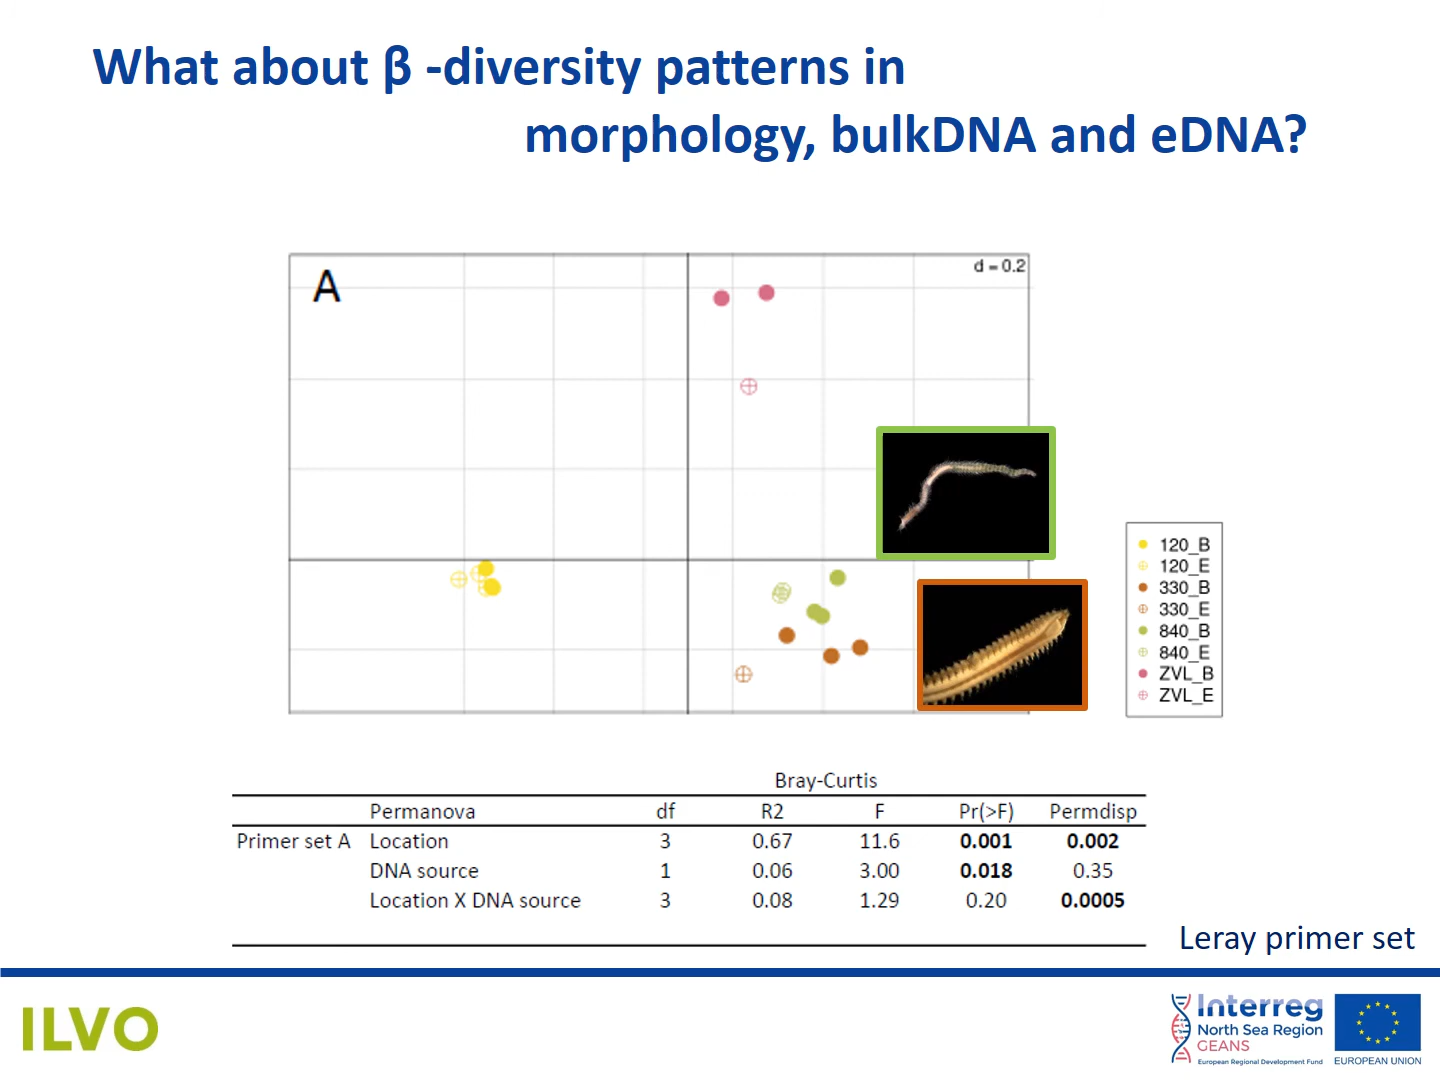 What about β -diversity patterns in
morphology, bulkDNA and eDNA?
A
d = 0.2
120_B
120_E
330_B
330_E
840_B
840_E
ZVL_B
ZVL_E
Bray-Curtis
Permanova df R2 F Pr(>F) Permdisp
Primer set A Location 3 0.67 11.6 0.001 0.002
DNA source 1 0.06 3.00 0.018 0.35
Location X DNA source 3 0.08 1.29 0.20 0.0005
Leray primer set
ILVO
Interreg
North Sea Region
GEANS
European Regional Development Fund
EUROPEAN UNION